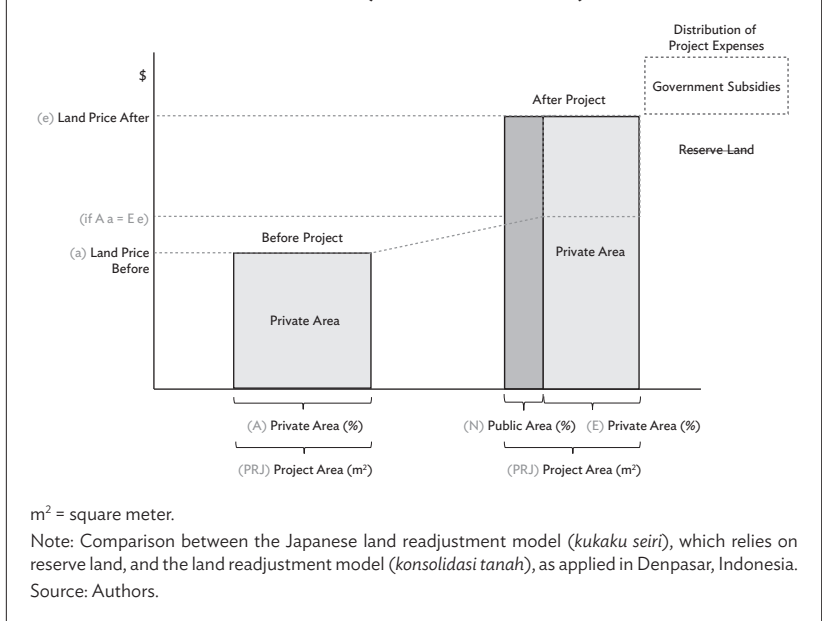 Distribution of
Project Expenses
$
Government Subsidies
After Project
(e) Land Price After
Reserve Land
(if A a = E e)
Before Project
(a) Land Price
Before
Private Area
Private Area
(A) Private Area (%)
(N) Public Area (%) (E) Private Area (%)
(PRJ) Project Area (m²)
(PRJ) Project Area (m²)
m² = square meter.
Note: Comparison between the Japanese land readjustment model (kukaku seiri), which relies on
reserve land, and the land readjustment model (konsolidasi tanah), as applied in Denpasar, Indonesia.
Source: Authors.